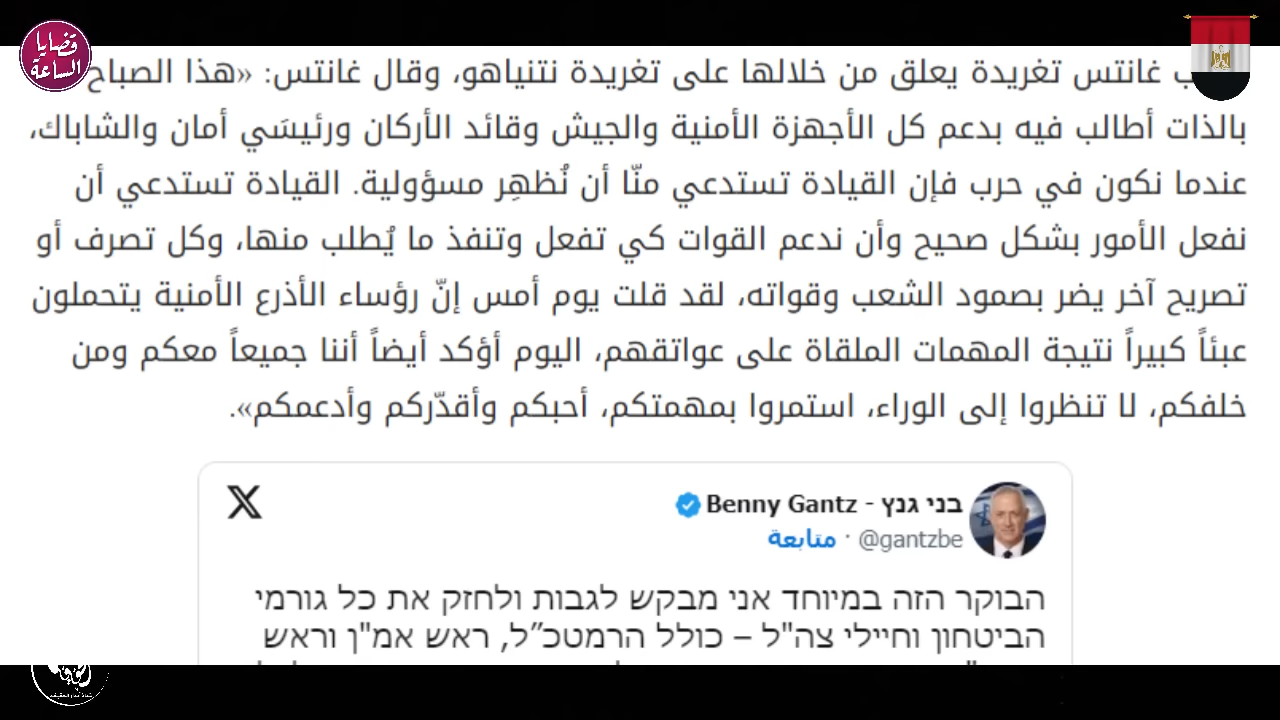 قضايا
الساعة
غانتس تغريدة يعلق من خلالها على تغريدة نتنياهو، وقال غانتس: «هذا الصباح
بالذات أطالب فيه بدعم كل الأجهزة الأمنية والجيش وقائد الأركان ورئيسَي أمان والشاباك،
عندما نكون في حرب فإن القيادة تستدعي منّا أن نُظهِر مسؤولية. القيادة تستدعي أن
نفعل الأمور بشكل صحيح وأن ندعم القوات كي تفعل وتنفذ ما يُطلب منها، وكل تصرف أو
تصريح آخر يضر بصمود الشعب وقواته، لقد قلت يوم أمس إنّ رؤساء الأذرع الأمنية يتحملون
عبئاً كبيراً نتيجة المهمات الملقاة على عواتقهم، اليوم أؤكد أيضاً أننا جميعاً معكم ومن
خلفكم، لا تنظروا إلى الوراء، استمروا بمهمتكم، أحبكم وأقدّركم وأدعمكم».
בני גנץ - Benny Gantz
@gantzbe · متابعة
הבוקר הזה במיוחד אני מבקש לגבות ולחזק את כל גורמי
הביטחון וחיילי צה"ל – כולל הרמטכ״ל, ראש אמ"ן וראש